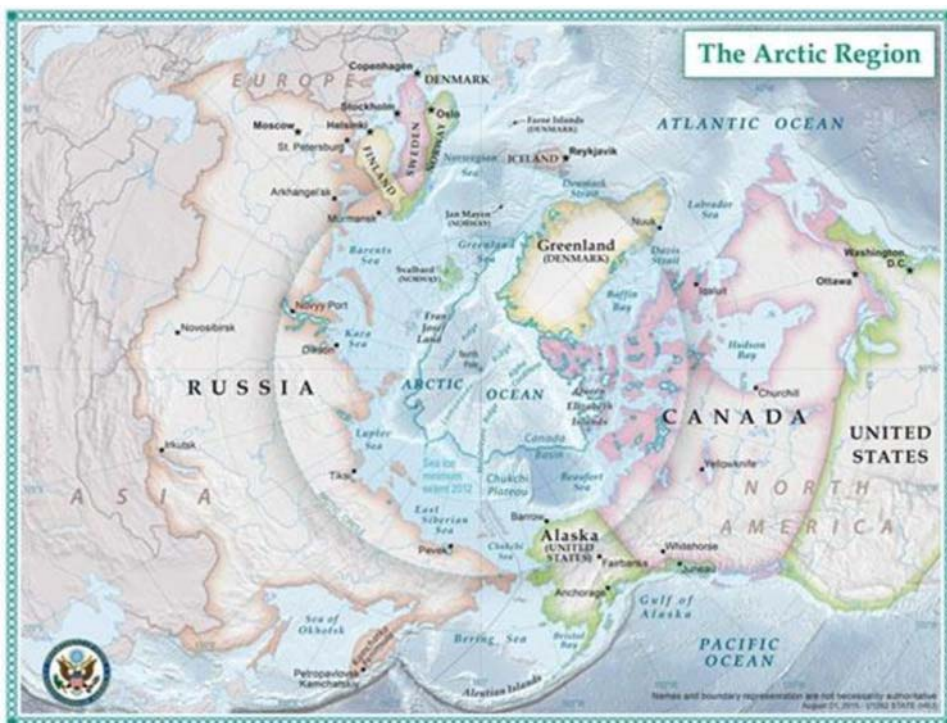 The Arctic Region
EUROPE
Copenhagen
DENMARK
Stockholm
Oslo
Moscow
Helsinki
St. Petersburg
FINLAND
SWEDEN
NORWAY
Norwegian
Sea
Faroe Islands
(DENMARK)
ICELAND
Reykjavik
ATLANTIC OCEAN
Denmark
Strait
Labrador
Sea
Arkhangel'sk
Murmansk
Jan Mayen
(NORWAY)
Greenland
Sea
Greenland
(DENMARK)
Nuuk
Davis
Strait
Washington,
D.C.
Ottawa
Barents
Sea
Svalbard
(NORWAY)
Baffin
Bay
Iqaluit
Novyy Port
Franz
Josef
Land
Kara
Sea
Novosibirsk
Dikson
North
Pole
Hudson
Bay
RUSSIA
ARCTIC
OCEAN
Queen
Elizabeth
Islands
Churchill
CANADA
UNITED
STATES
Irkutsk
Laptev
Sea
Tiksi
Sea ice
minimum
extent 2012
Canada
Basin
Chukchi
Plateau
Beaufort
Sea
Yellowknife
NORTH
AMERICA
ASIA
ARCTIC CIRCLE
East
Siberian
Sea
Pevek
Chukchi
Sea
Barrow
Alaska
(UNITED
STATES)
Fairbanks
Whitehorse
Juneau
Anchorage
Gulf of
Alaska
Sea of
Okhotsk
Bering Sea
Bristol
Bay
PACIFIC
OCEAN
Kamchatka
Petropavlovsk
Kamchatskiy
Aleutian Islands
Names and boundary representation are not necessarily authoritative